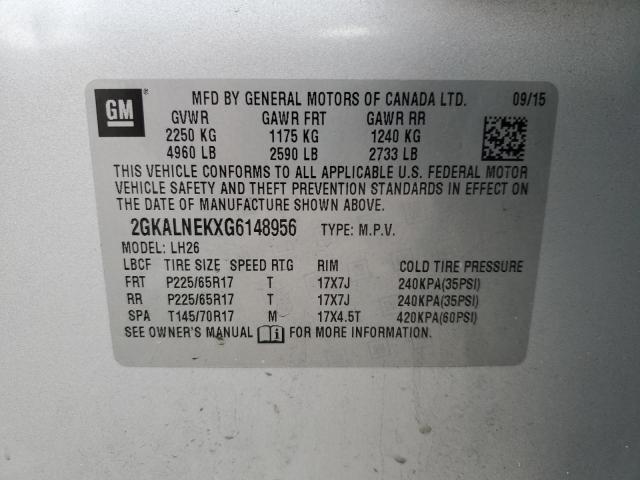 GM
MFD BY GENERAL MOTORS OF CANADA LTD. 09/15
GVWR GAWR FRT GAWR RR
2250 KG 1175 KG 1240 KG
4960 LB 2590 LB 2733 LB
THIS VEHICLE CONFORMS TO ALL APPLICABLE U.S. FEDERAL MOTOR
VEHICLE SAFETY AND THEFT PREVENTION STANDARDS IN EFFECT ON
THE DATE OF MANUFACTURE SHOWN ABOVE.
2GKALNEKXG6148956 TYPE: M.P.V.
MODEL: LH26
LBCF TIRE SIZE SPEED RTG RIM COLD TIRE PRESSURE
FRT P225/65R17 T 17X7J 240KPA(35PSI)
RR P225/65R17 T 17X7J 240KPA(35PSI)
SPA T145/70R17 M 17X4.5T 420KPA(60PSI)
SEE OWNER'S MANUAL i FOR MORE INFORMATION.